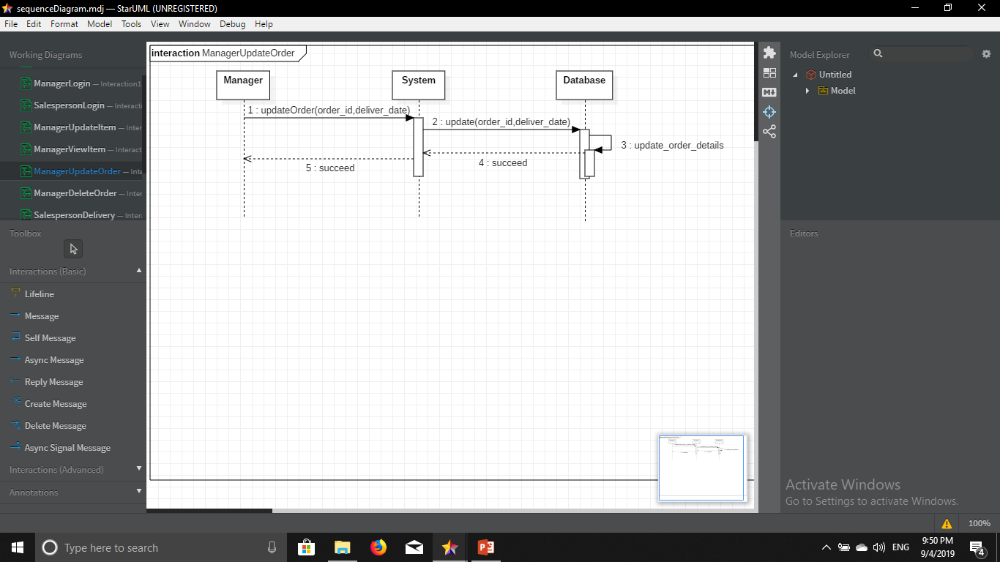 sequenceDiagram.mdj — StarUML (UNREGISTERED)
File Edit Format Model Tools View Window Debug Help
Working Diagrams
ManagerLogin — Interaction1
SalespersonLogin — Interacti
ManagerUpdateItem — Inter
ManagerViewItem — Interact
ManagerUpdateOrder — Inte
ManagerDeleteOrder — Inter
SalespersonDelivery — Intera
Toolbox
Interactions (Basic)
Lifeline
Message
Self Message
Async Message
Reply Message
Create Message
Delete Message
Async Signal Message
Interactions (Advanced)
Annotations
interaction ManagerUpdateOrder
Manager
System
Database
1 : updateOrder(order_id,deliver_date)
2 : update(order_id,deliver_date)
3 : update_order_details
4 : succeed
5 : succeed
Model Explorer
Untitled
Model
Editors
Activate Windows
Go to Settings to activate Windows.
100%
Type here to search
ENG
9:50 PM
9/4/2019
4